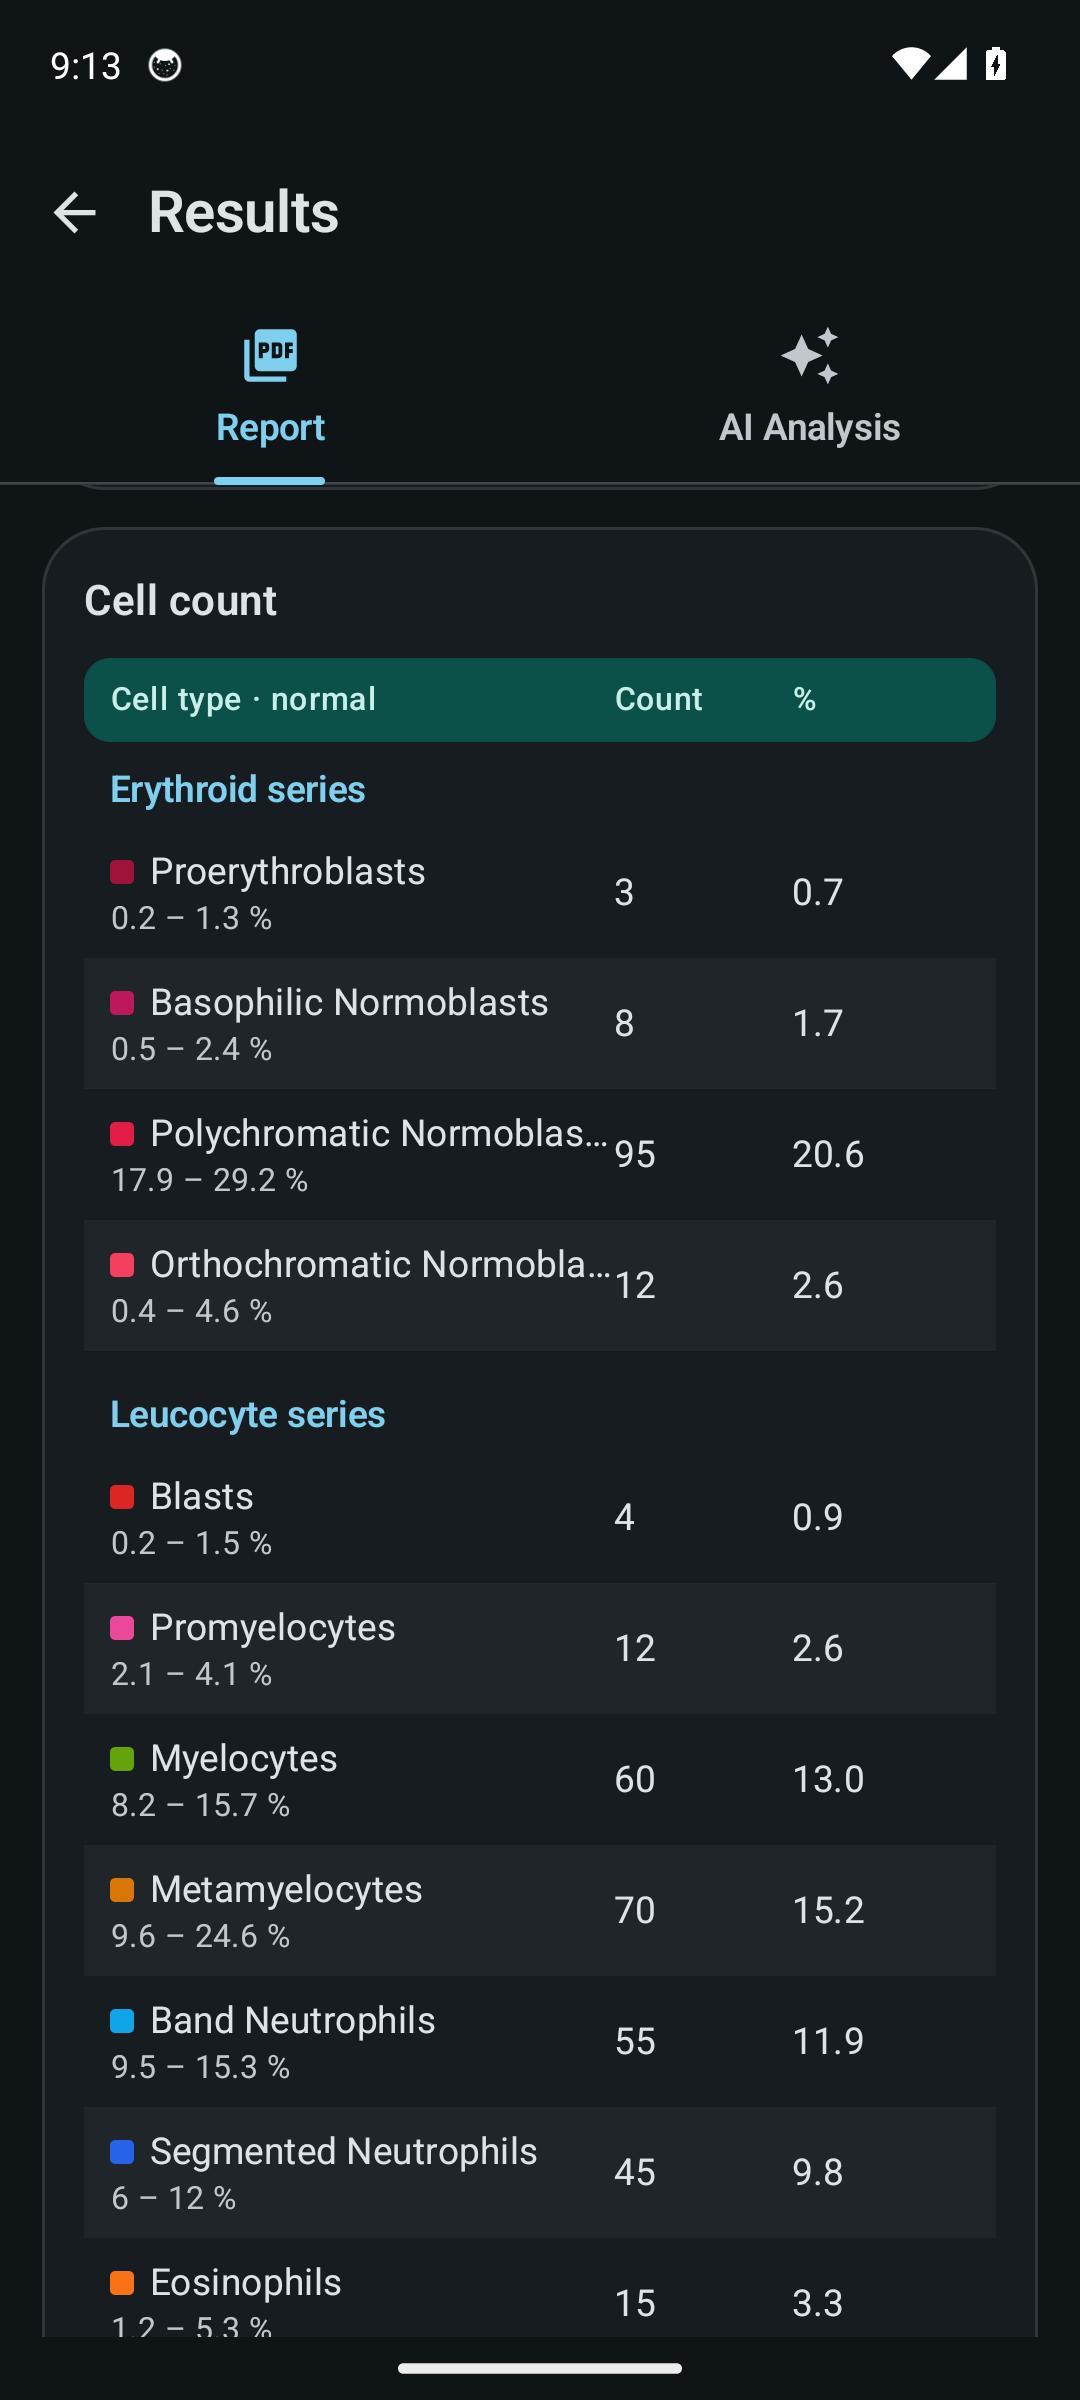 9:13
Results
PDF
Report
AI Analysis
Cell count
Cell type · normal Count %
Erythroid series
Proerythroblasts 3 0.7
0.2 – 1.3 %
Basophilic Normoblasts 8 1.7
0.5 – 2.4 %
Polychromatic Normoblas... 95 20.6
17.9 – 29.2 %
Orthochromatic Normobla... 12 2.6
0.4 – 4.6 %
Leucocyte series
Blasts 4 0.9
0.2 – 1.5 %
Promyelocytes 12 2.6
2.1 – 4.1 %
Myelocytes 60 13.0
8.2 – 15.7 %
Metamyelocytes 70 15.2
9.6 – 24.6 %
Band Neutrophils 55 11.9
9.5 – 15.3 %
Segmented Neutrophils 45 9.8
6 – 12 %
Eosinophils 15 3.3
1.2 – 5.3 %